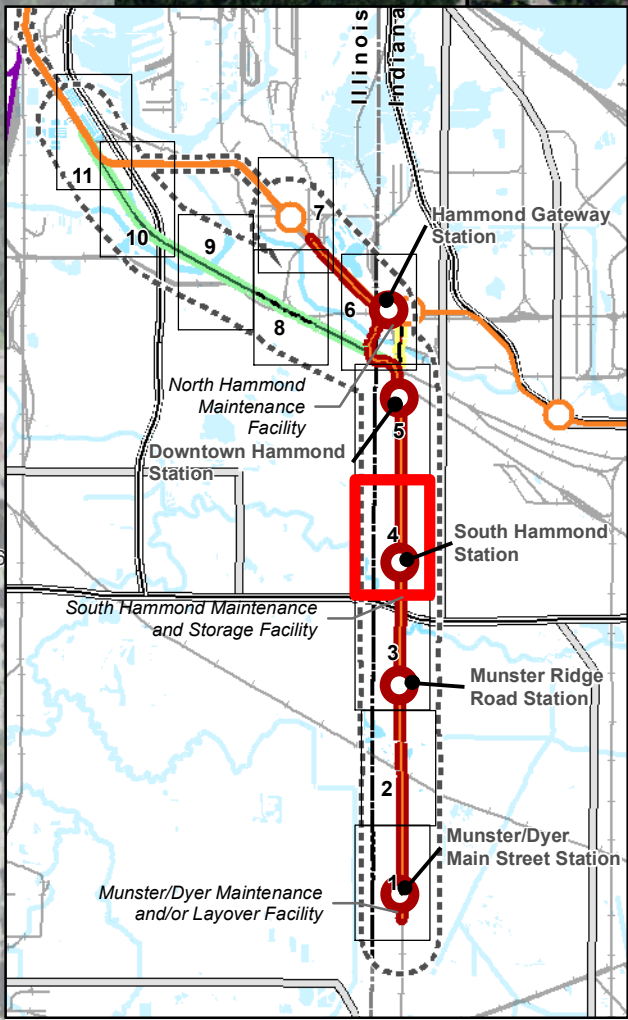 Illinois
Indiana
11
10
9
7
Hammond Gateway
Station
6
8
North Hammond
Maintenance
Facility
Downtown Hammond
Station
5
4
South Hammond
Station
South Hammond Maintenance
and Storage Facility
3
Munster Ridge
Road Station
2
Munster/Dyer
Main Street Station
1
Munster/Dyer Maintenance
and/or Layover Facility